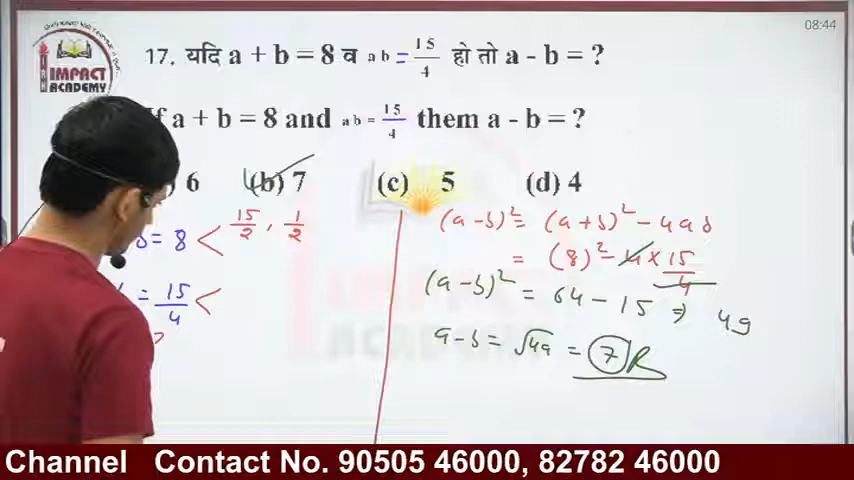 08:44
IMPACT
ACADEMY
17. यदि a + b = 8 व ab = 15/4 हो तो a - b = ?
If a + b = 8 and ab = 15/4 them a - b = ?
) 6 (b) 7 (c) 5 (d) 4
b = 8 < 15/2, 1/2
= 15/4 <
(a-b)² = (a+b)² - 4ab
= (8)² - 4 × 15/4
(a-b)² = 64 - 15 ⇒ 49
a-b = √49 = 7
Channel Contact No. 90505 46000, 82782 46000